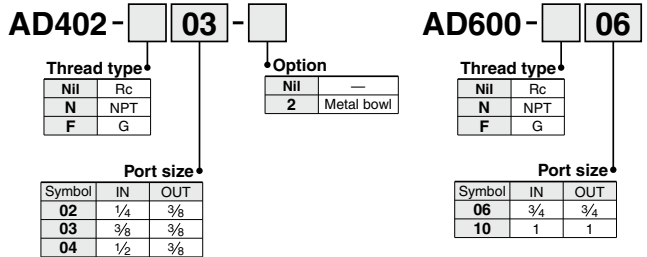 AD402- 03 - AD600- 06
Thread type Option Thread type
Nil Rc Nil — Nil Rc
N NPT 2 Metal bowl N NPT
F G F G
Port size Port size
Symbol IN OUT Symbol IN OUT
02 1/4 3/8 06 3/4 3/4
03 3/8 3/8 10 1 1
04 1/2 3/8